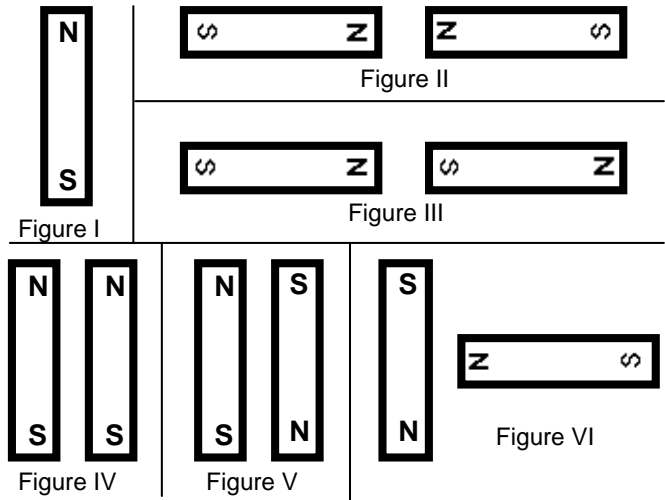 N
S
Figure I
S N N S
Figure II
S N S N
Figure III
N N
S S
Figure IV
N S
S N
Figure V
S
N S
N
Figure VI